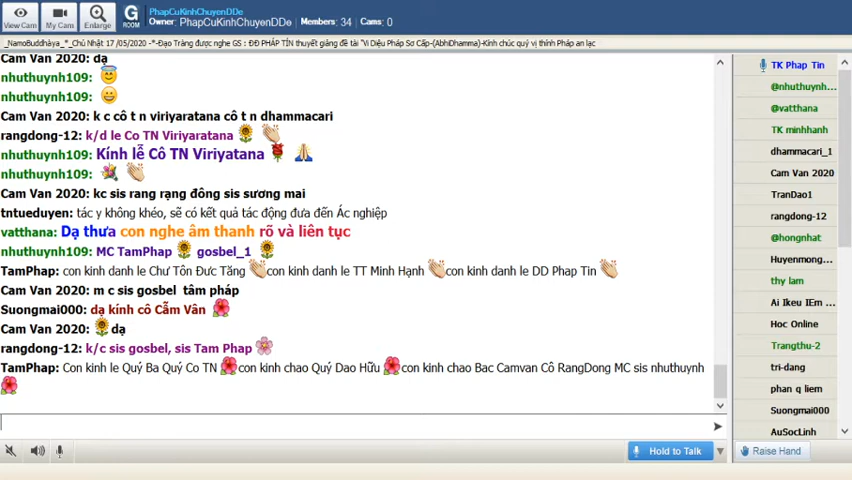 View Cam
My Cam
Enlarge
G
ROOM
PhapCuKinhChuyenDDe
Owner: PhapCuKinhChuyenDDe Members: 34 Cams: 0
_NamoBuddhàya_*_Chủ Nhật 17 /05/2020 -*-Đạo Tràng được nghe GS : ĐĐ PHÁP TÍN thuyết giảng đề tài "Vi Diệu Pháp Sơ Cấp-(AbhiDhamma)-Kính chúc quý vị thính Pháp an lạc
Cam Van 2020: dạ
nhuthuynh109:
nhuthuynh109:
Cam Van 2020: k c cô t n viriyaratana cô t n dhammacari
rangdong-12: k/d le Co TN Viriyaratana
nhuthuynh109: Kính lễ Cô TN Viriyatana
nhuthuynh109:
Cam Van 2020: kc sis rang rạng đông sis sương mai
tntueduyen: tác y không khéo, sẽ có kết quả tác động đưa đến Ác nghiệp
vatthana: Dạ thưa con nghe âm thanh rõ và liên tục
nhuthuynh109: MC TamPhap gosbel_1
TamPhap: con kinh danh le Chư Tôn Đưc Tăng con kinh danh le TT Minh Hạnh con kinh danh le DD Phap Tin
Cam Van 2020: m c sis gosbel tâm pháp
Suongmai000: dạ kính cô Cẩm Vân
Cam Van 2020: dạ
rangdong-12: k/c sis gosbel, sis Tam Phap
TamPhap: Con kinh le Quý Ba Quý Co TN con kinh chao Quý Dao Hữu con kinh chao Bac Camvan Cô RangDong MC sis nhuthuynh
Hold to Talk
TK Phap Tin
@nhuthuynh...
@vatthana
TK minhhanh
dhammacari_1
Cam Van 2020
TranDao1
rangdong-12
@hongnhat
Huyenmong...
thy lam
Ai Ikeu IEm ...
Hoc Online
Trangthu-2
tri-dang
phan q liem
Suongmai000
AuSocLinh
Raise Hand